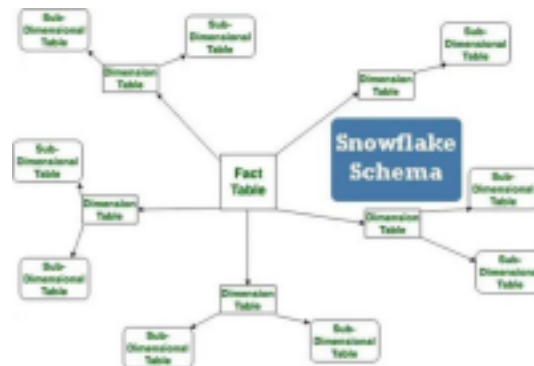 Sub-
Dimensional
Table
Sub-
Dimensional
Table
Sub-
Dimensional
Table
Dimension
Table
Dimension
Table
Snowflake
Schema
Fact
Table
Sub-
Dimensional
Table
Sub-
Dimensional
Table
Dimension
Table
Dimension
Table
Sub-
Dimensional
Table
Sub-
Dimensional
Table
Dimension
Table
Sub-
Dimensional
Table
Sub-
Dimensional
Table